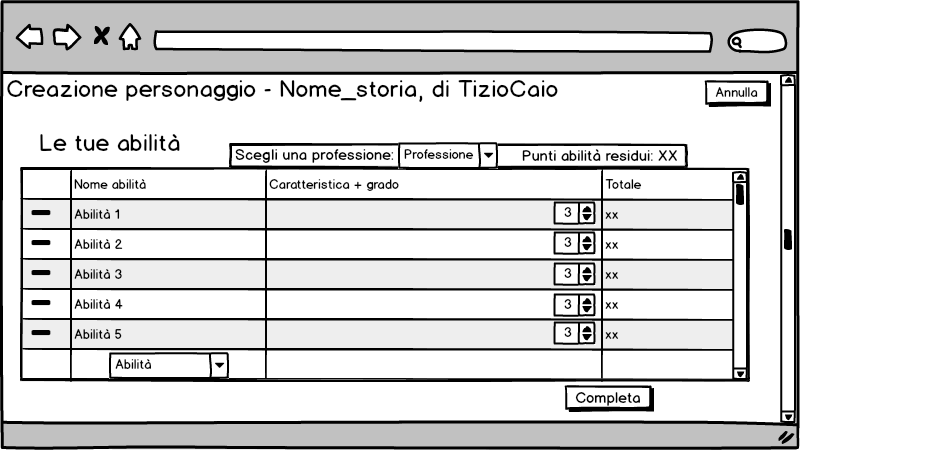 Creazione personaggio - Nome_storia, di TizioCaio
Annulla
Le tue abilità
Scegli una professione: Professione Punti abilità residui: XX
Nome abilità Caratteristica + grado Totale
Abilità 1 3 xx
Abilità 2 3 xx
Abilità 3 3 xx
Abilità 4 3 xx
Abilità 5 3 xx
Abilità
Completa